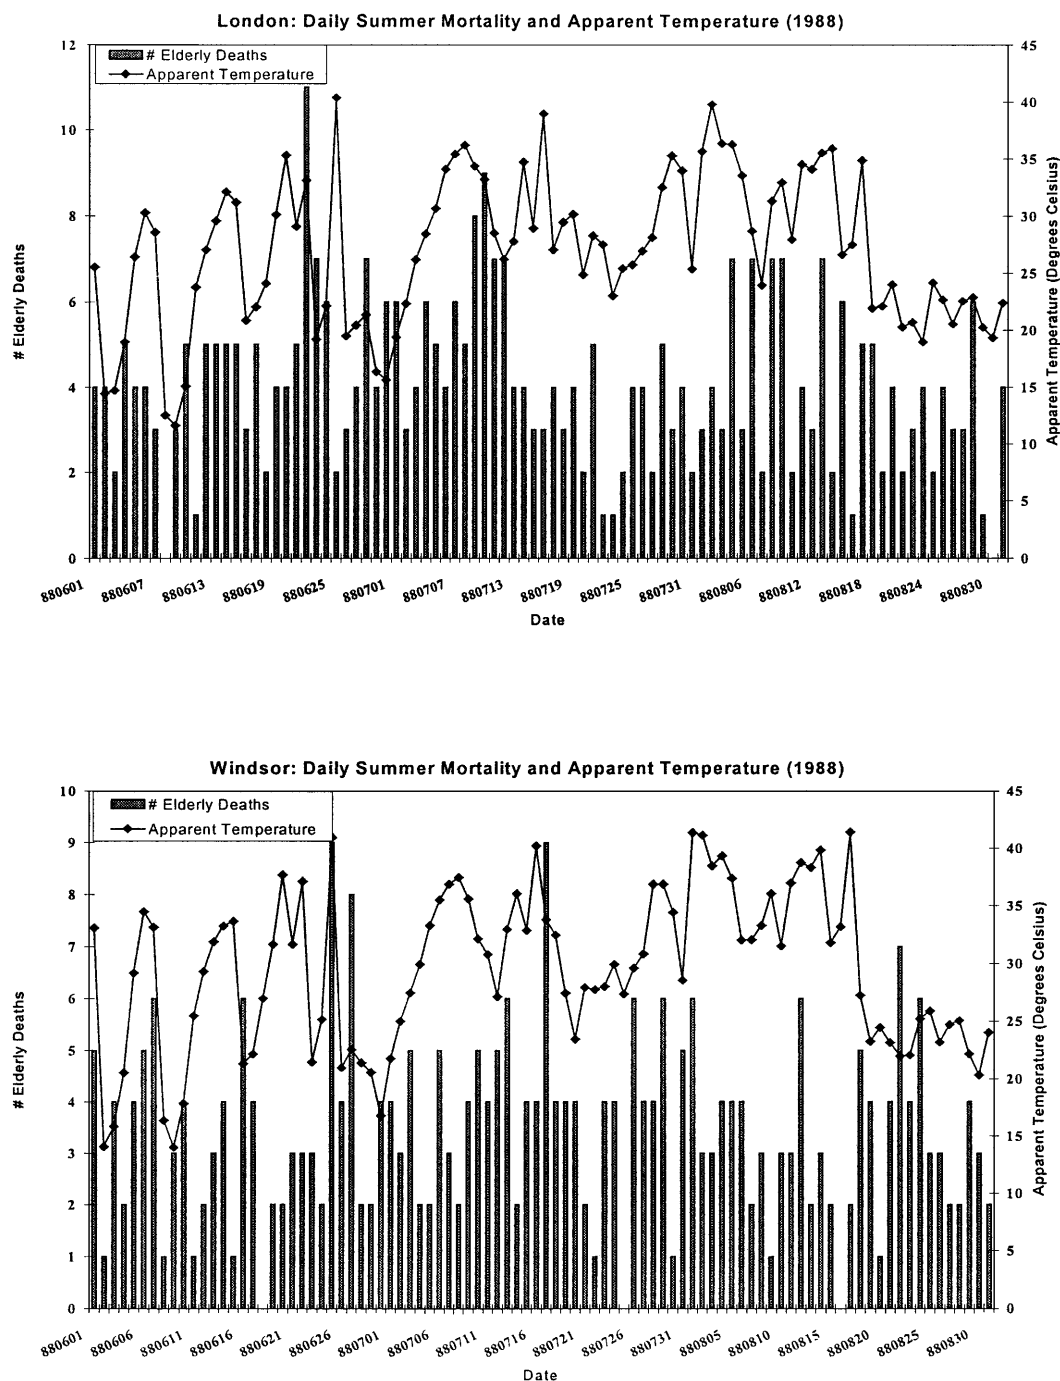 London: Daily Summer Mortality and Apparent Temperature (1988)
# Elderly Deaths
Apparent Temperature
12
10
8
6
4
2
0
# Elderly Deaths
45
40
35
30
25
20
15
10
5
0
Apparent Temperature (Degrees Celsius)
880601 880607 880613 880619 880625 880701 880707 880713 880719 880725 880731 880806 880812 880818 880824 880830
Date
Windsor: Daily Summer Mortality and Apparent Temperature (1988)
# Elderly Deaths
Apparent Temperature
10
9
8
7
6
5
4
3
2
1
0
# Elderly Deaths
45
40
35
30
25
20
15
10
5
0
Apparent Temperature (Degrees Celsius)
880601 880606 880611 880616 880621 880626 880701 880706 880711 880716 880721 880726 880731 880805 880810 880815 880820 880825 880830
Date